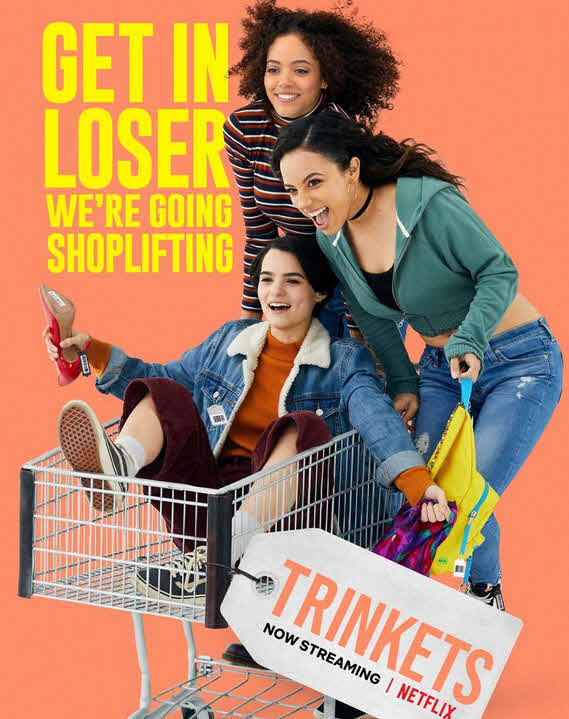 GET IN
LOSER
WE'RE GOING
SHOPLIFTING
TRINKETS
NOW STREAMING | NETFLIX